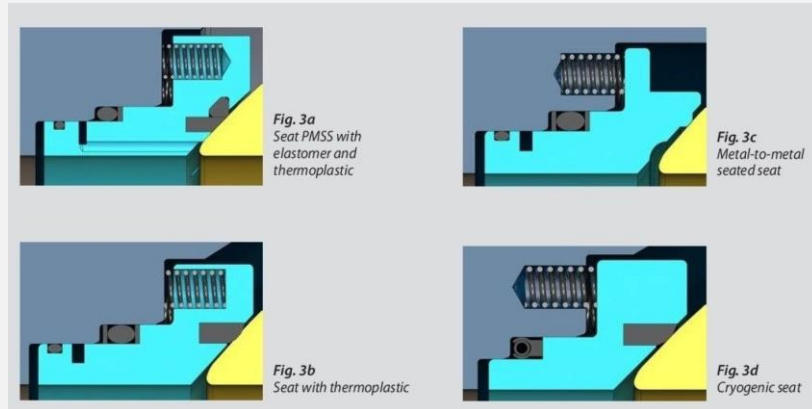 Fig. 3a
Seat PMSS with
elastomer and
thermoplastic
Fig. 3c
Metal-to-metal
seated seat
Fig. 3b
Seat with thermoplastic
Fig. 3d
Cryogenic seat